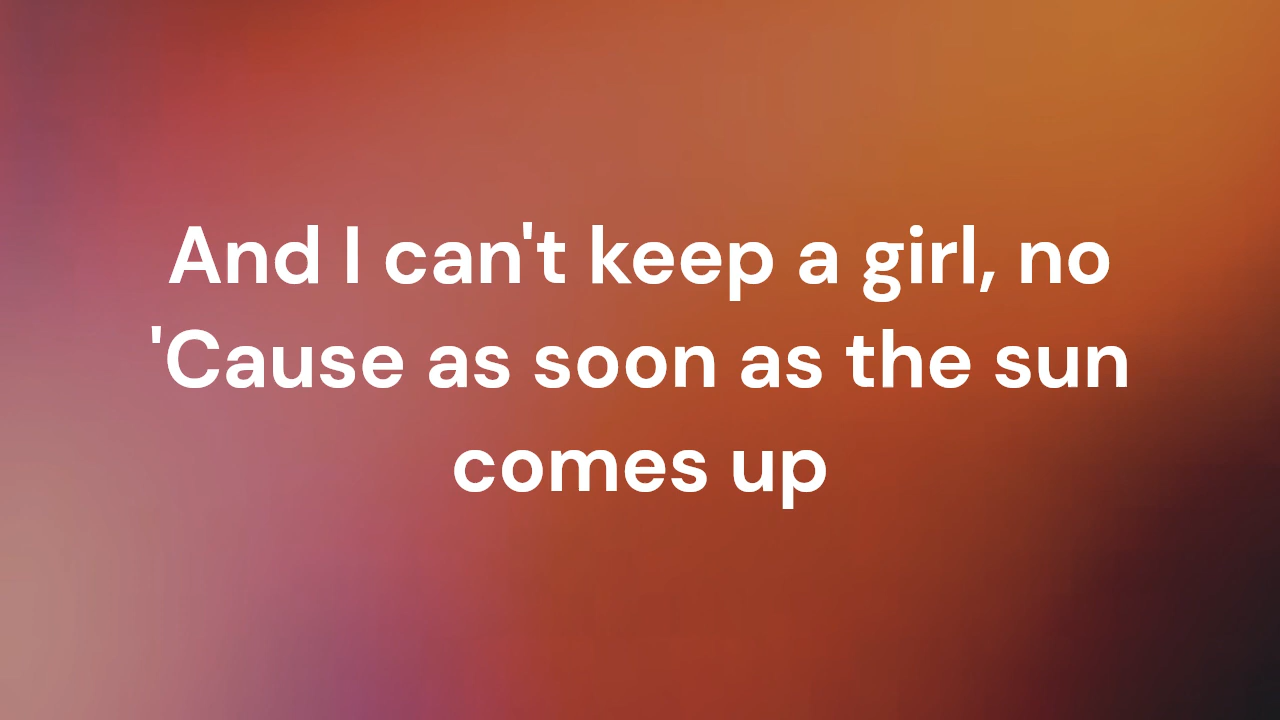 And I can't keep a girl, no
'Cause as soon as the sun
comes up